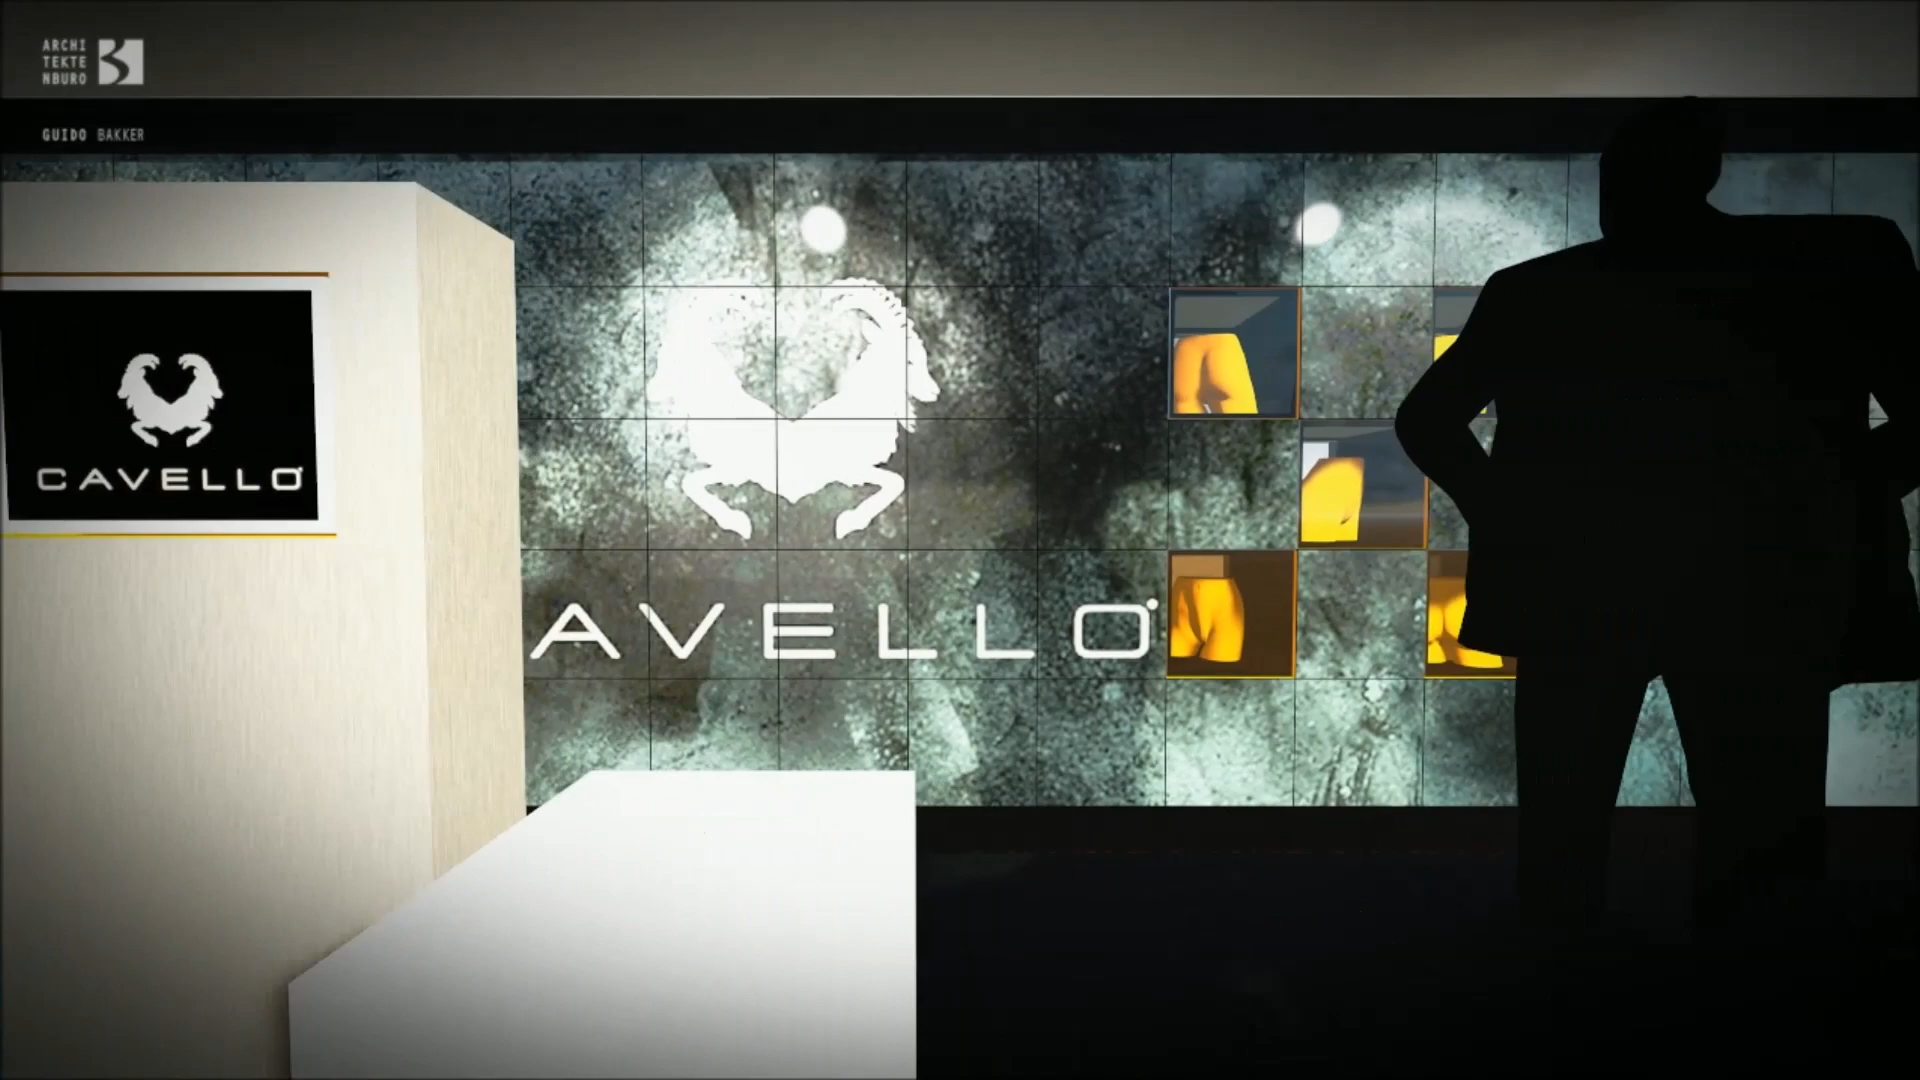 ARCHI
TEKTE
NBURO
GUIDO BAKKER
CAVELLO
AVELLO